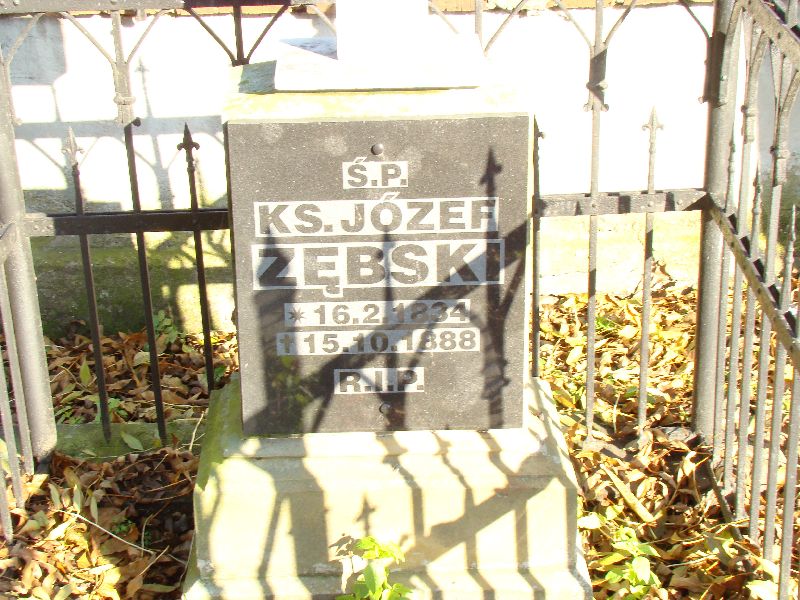 Ś.P.
KS. JÓZEF
ZĘBSKI
✶ 16.2.1834
†15.10.1888
R.I.P.